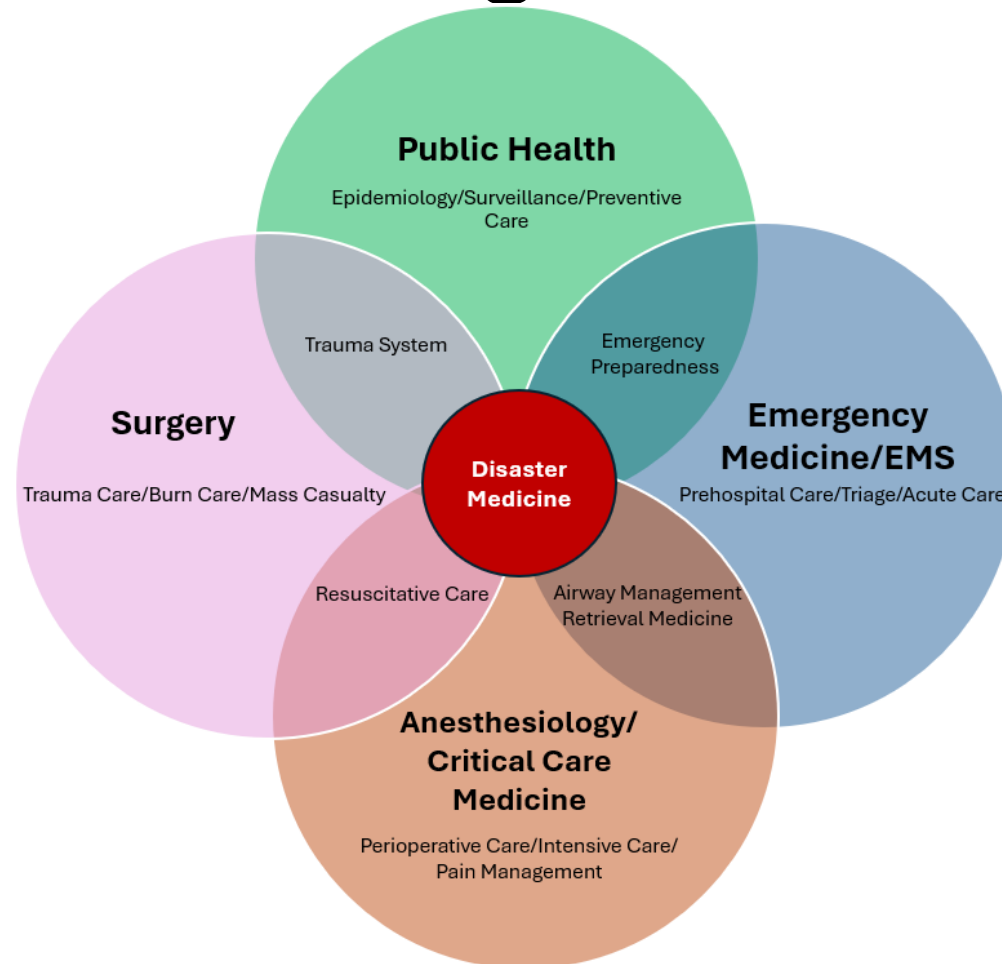 Public Health
Epidemiology/Surveillance/Preventive
Care
Trauma System
Emergency
Preparedness
Surgery
Trauma Care/Burn Care/Mass Casualty
Emergency
Medicine/EMS
Prehospital Care/Triage/Acute Care
Disaster
Medicine
Resuscitative Care
Airway Management
Retrieval Medicine
Anesthesiology/
Critical Care
Medicine
Perioperative Care/Intensive Care/
Pain Management